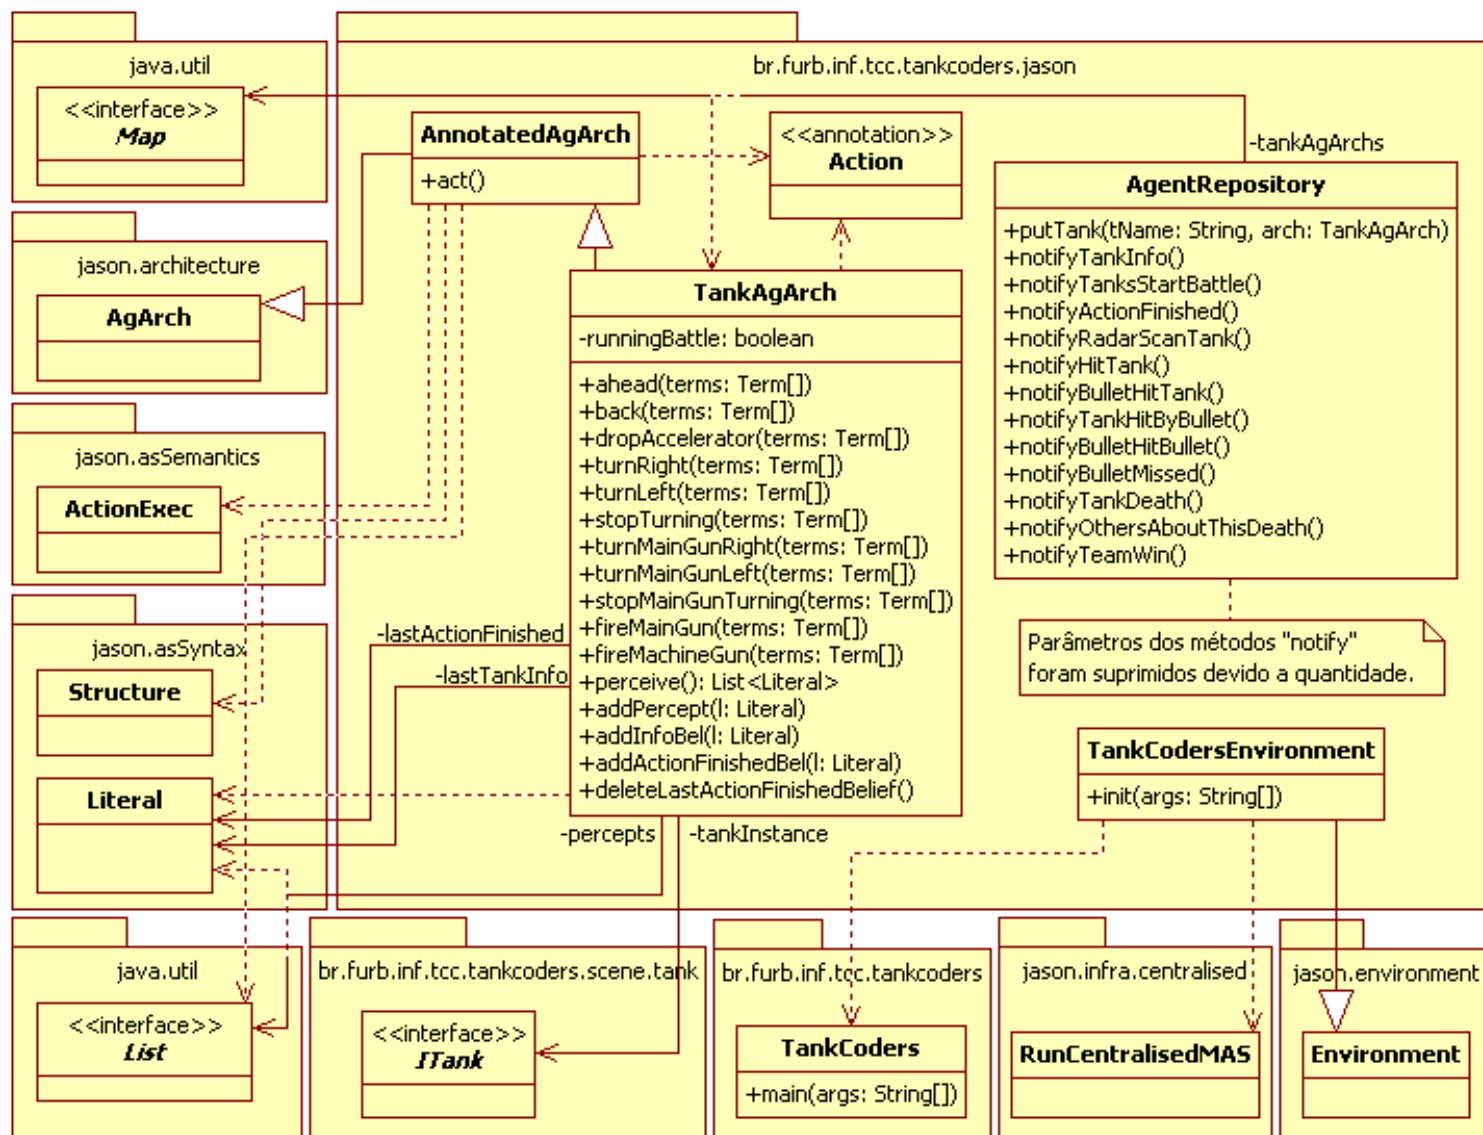 java.util
<<interface>>
Map
jason.architecture
AgArch
jason.asSemantics
ActionExec
jason.asSyntax
Structure
Literal
br.furb.inf.tcc.tankcoders.jason
AnnotatedAgArch
+act()
<<annotation>>
Action
-tankAgArchs
TankAgArch
-runningBattle: boolean
+ahead(terms: Term[])
+back(terms: Term[])
+dropAccelerator(terms: Term[])
+turnRight(terms: Term[])
+turnLeft(terms: Term[])
+stopTurning(terms: Term[])
+turnMainGunRight(terms: Term[])
+turnMainGunLeft(terms: Term[])
+stopMainGunTurning(terms: Term[])
+fireMainGun(terms: Term[])
+fireMachineGun(terms: Term[])
+perceive(): List<Literal>
+addPercept(l: Literal)
+addInfoBel(l: Literal)
+addActionFinishedBel(l: Literal)
+deleteLastActionFinishedBelief()
-lastActionFinished
-lastTankInfo
-percepts
-tankInstance
AgentRepository
+putTank(tName: String, arch: TankAgArch)
+notifyTankInfo()
+notifyTanksStartBattle()
+notifyActionFinished()
+notifyRadarScanTank()
+notifyHitTank()
+notifyBulletHitTank()
+notifyTankHitByBullet()
+notifyBulletHitBullet()
+notifyBulletMissed()
+notifyTankDeath()
+notifyOthersAboutThisDeath()
+notifyTeamWin()
Parâmetros dos métodos "notify"
foram suprimidos devido a quantidade.
TankCodersEnvironment
+init(args: String[])
java.util
<<interface>>
List
br.furb.inf.tcc.tankcoders.scene.tank
<<interface>>
ITank
br.furb.inf.tcc.tankcoders
TankCoders
+main(args: String[])
jason.infra.centralised
RunCentralisedMAS
jason.environment
Environment